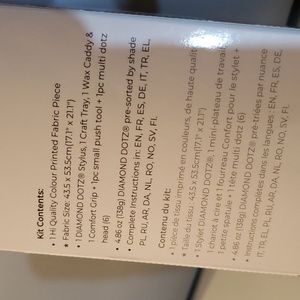 Kit Contents:
• 1 Hi Quality Colour Printed Fabric Piece
★ Fabric Size: 43.5 X 53.5cm(17.1" x 21.1")
• 1 DIAMOND DOTZ® Stylus, 1 Craft Tray, 1 Wax Caddy &
1 Comfort Grip + 1pc small push tool + 1pc multi dotz
head (6)
• 4.86 oz (138g) DIAMOND DOTZ® pre-sorted by shade
• Complete Instructions in: EN, FR, ES, DE, IT, TR, EL,
PL, RU, AR, DA, NL, RO, NO, SV, FI.
Contenu du kit:
• 1 pièce de tissu imprimé en couleurs, de haute qualité
★ Taille du tissu : 43.5 x 53.5cm(17.1" x 21.1")
• 1 Stylet DIAMOND DOTZ®, 1 mini-plateau de travail
1 chariot à cire et 1 fourreau confort pour le stylet +
1 petite spatule + 1 tête multi dotz (6)
• 4.86 oz (138g) DIAMOND DOTZ® pré-triées par nuance
• Instructions complètes dans les langues : EN, FR, ES, DE,
IT, TR, EL, PL, RU, AR, DA, NL, RO, NO, SV, FI.